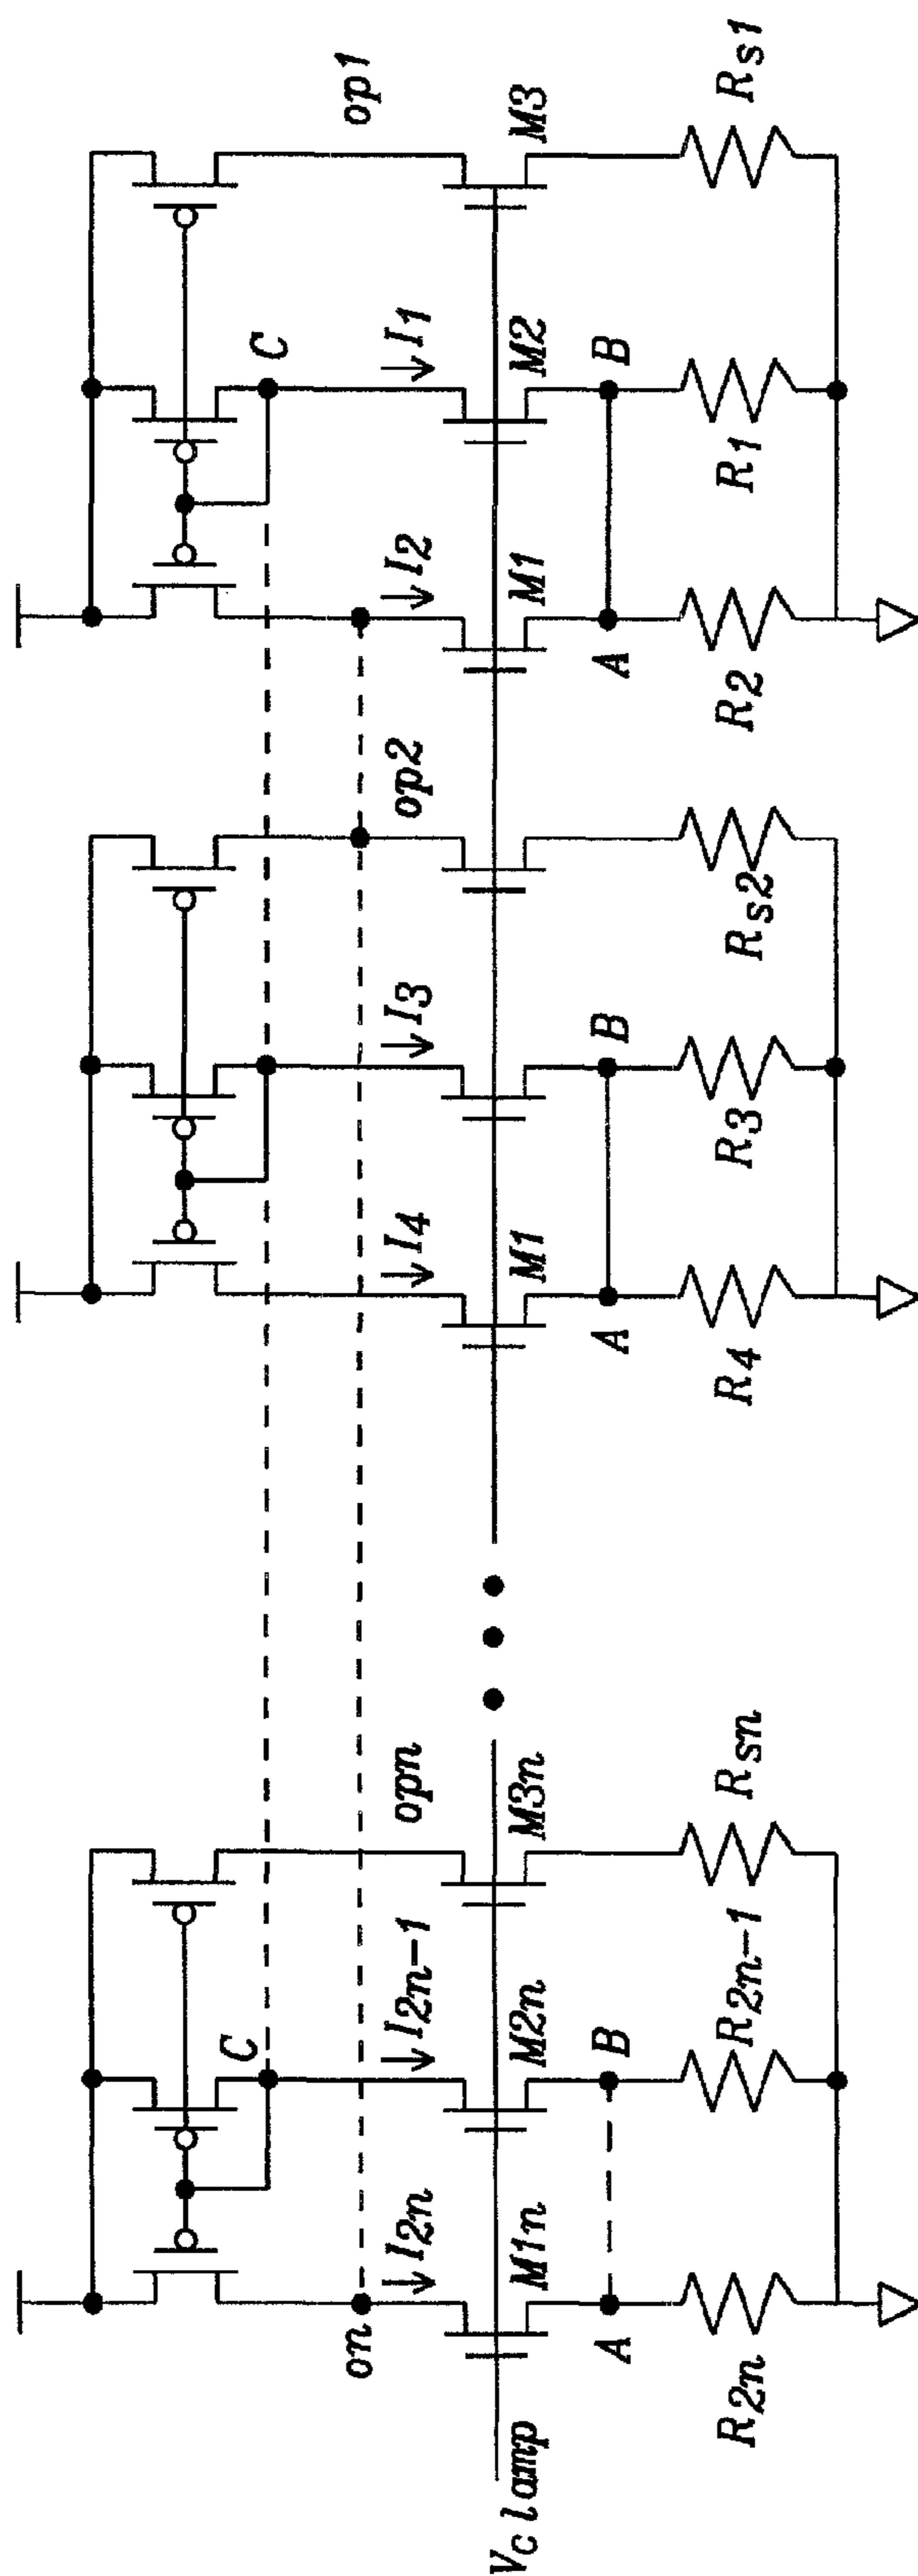 opn
op2
op1
C
C
on
I2n
I2n-1
I4
I3
I2
I1
Vclamp
M1n
M2n
M3n
M1
M1
M2
M3
A
B
A
B
A
B
R2n
R2n-1
Rsn
R4
R3
Rs2
R2
R1
Rs1